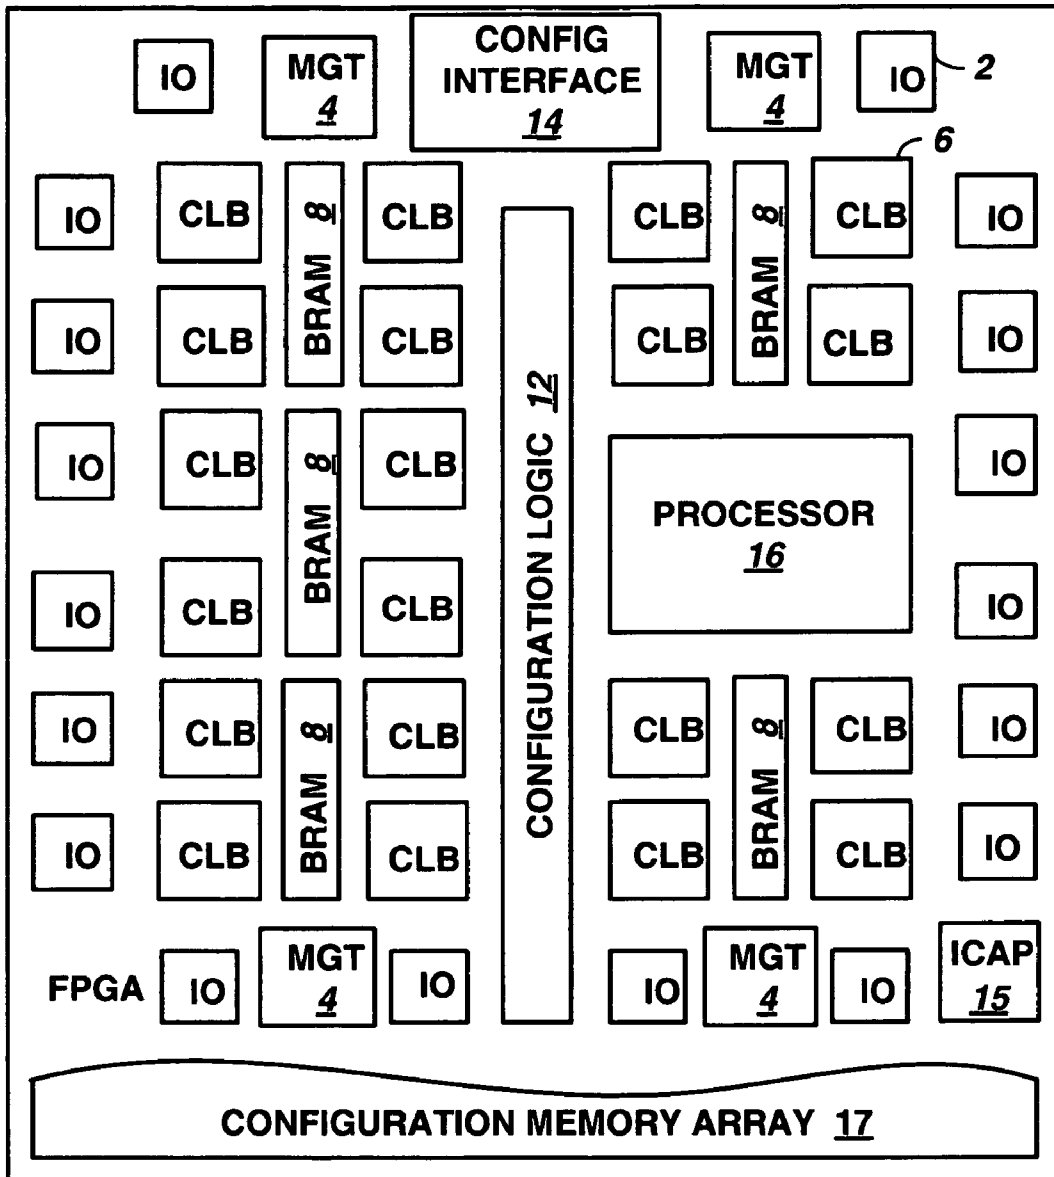 CONFIG
INTERFACE
14
IO
MGT
4
MGT
4
IO
2
6
IO
CLB
BRAM 8
CLB
CLB
BRAM 8
CLB
IO
IO
CLB
CLB
CLB
CLB
IO
CONFIGURATION LOGIC 12
IO
CLB
BRAM 8
CLB
PROCESSOR
16
IO
IO
CLB
CLB
IO
IO
CLB
BRAM 8
CLB
CLB
BRAM 8
CLB
IO
IO
CLB
CLB
CLB
CLB
IO
FPGA
IO
MGT
4
IO
IO
MGT
4
IO
ICAP
15
CONFIGURATION MEMORY ARRAY 17